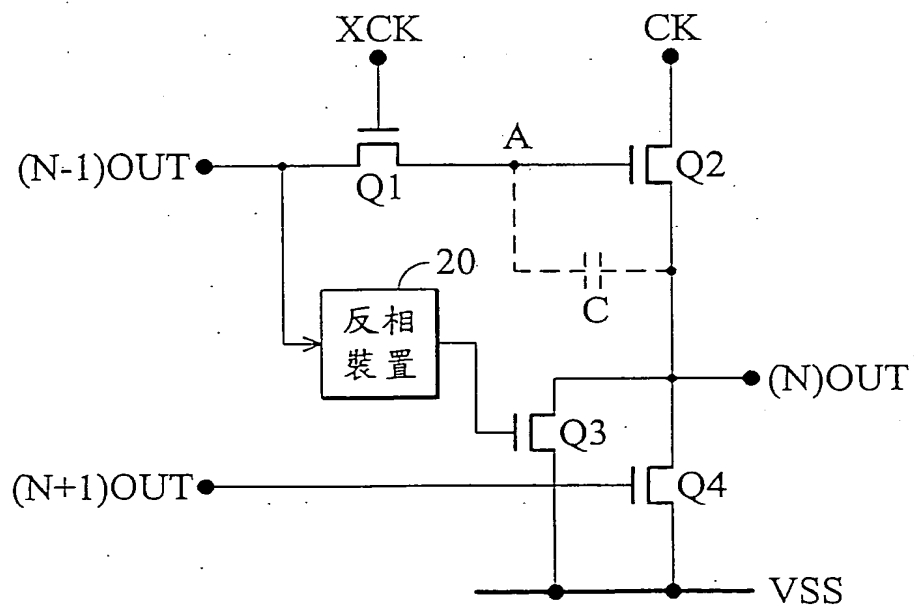 XCK
CK
(N-1)OUT
A
Q1
Q2
20
反相
裝置
C
(N)OUT
Q3
(N+1)OUT
Q4
VSS